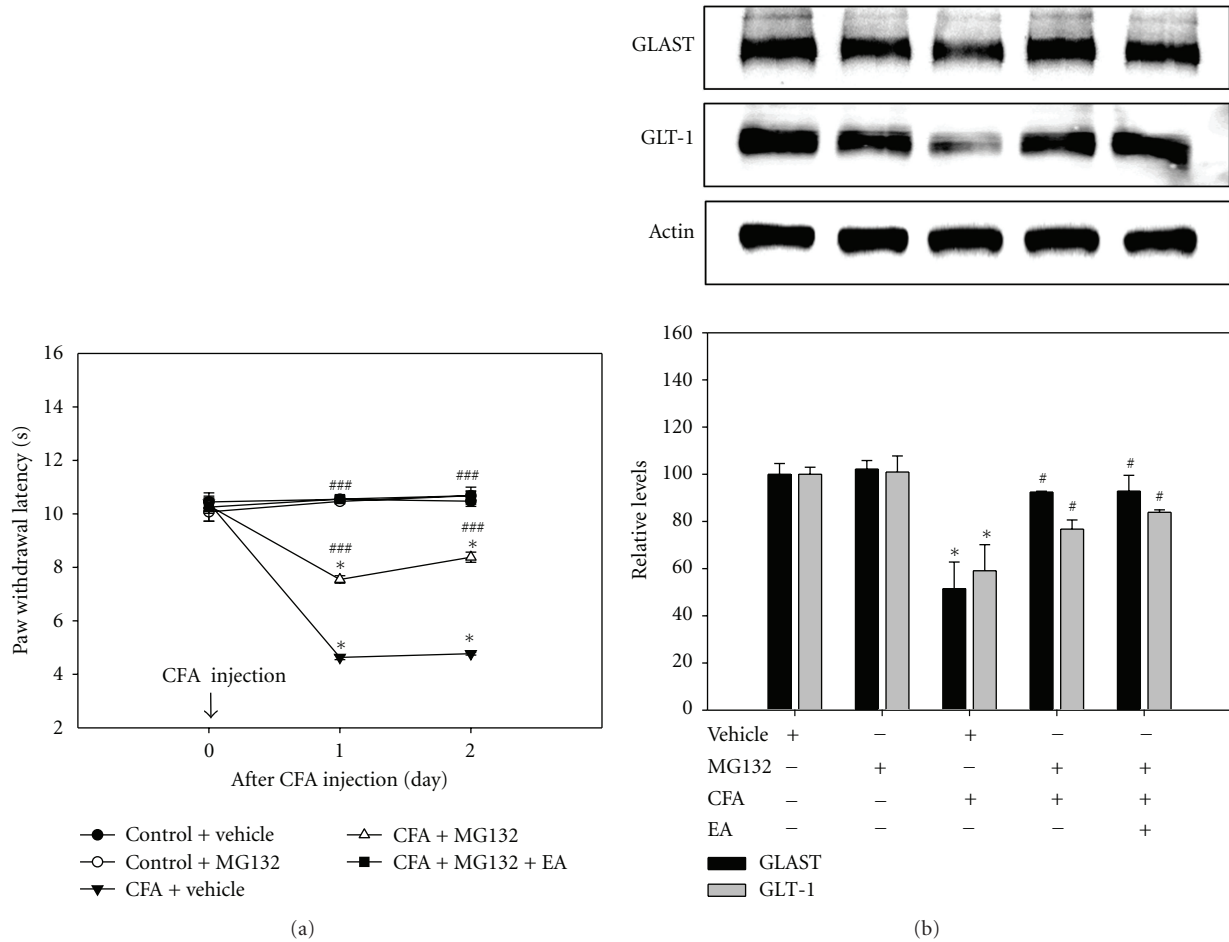 GLAST
GLT-1
Actin
16
14
12
10
8
6
4
2
Paw withdrawal latency (s)
###
###
###
*
###
*
*
*
CFA injection
0 1 2
After CFA injection (day)
Control + vehicle
Control + MG132
CFA + vehicle
CFA + MG132
CFA + MG132 + EA
(a)
160
140
120
100
80
60
40
20
0
Relative levels
* *
# #
# #
Vehicle + − + − −
MG132 − + − + +
CFA − − + + +
EA − − − − +
GLAST
GLT-1
(b)